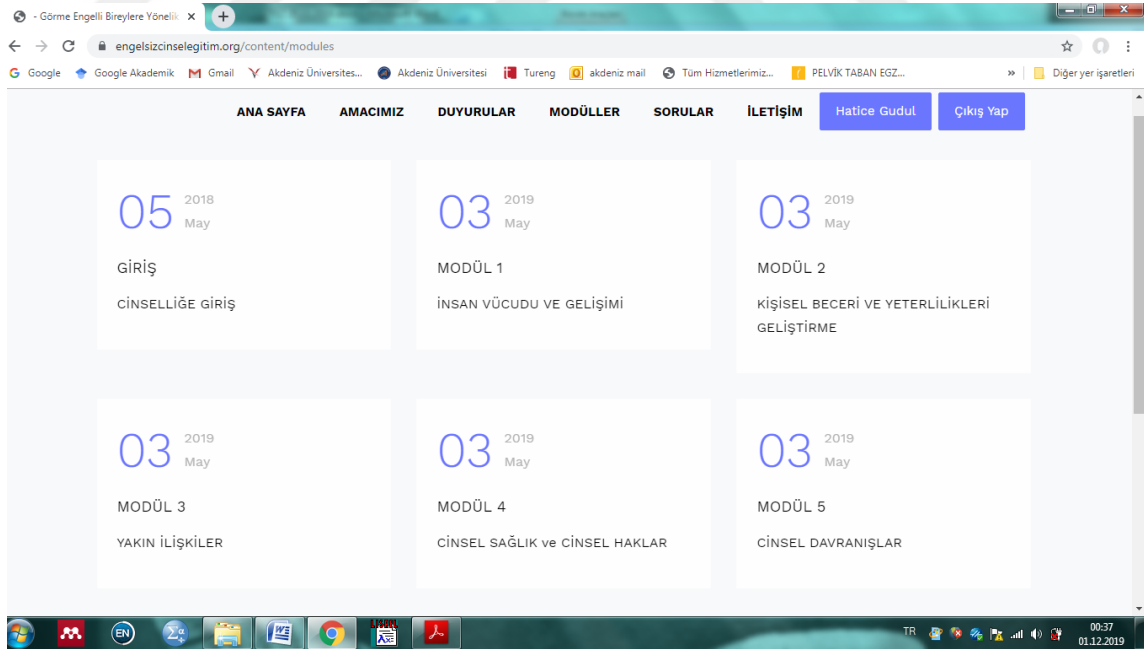 - Görme Engelli Bireylere Yönelik
engelsizcinselegitim.org/content/modules
Google Google Akademik Gmail Akdeniz Üniversites... Akdeniz Üniversitesi Tureng akdeniz mail Tüm Hizmetlerimiz... PELVİK TABAN EGZ... » Diğer yer işaretleri
ANA SAYFA AMACIMIZ DUYURULAR MODÜLLER SORULAR İLETİŞİM Hatice Gudul Çıkış Yap
05 2018 May
GİRİŞ
CİNSELLİĞE GİRİŞ
03 2019 May
MODÜL 1
İNSAN VÜCUDU VE GELİŞİMİ
03 2019 May
MODÜL 2
KİŞİSEL BECERİ VE YETERLİLİKLERİ
GELİŞTİRME
03 2019 May
MODÜL 3
YAKIN İLİŞKİLER
03 2019 May
MODÜL 4
CİNSEL SAĞLIK ve CİNSEL HAKLAR
03 2019 May
MODÜL 5
CİNSEL DAVRANIŞLAR
EN
LISREL
TR
00:37
01.12.2019